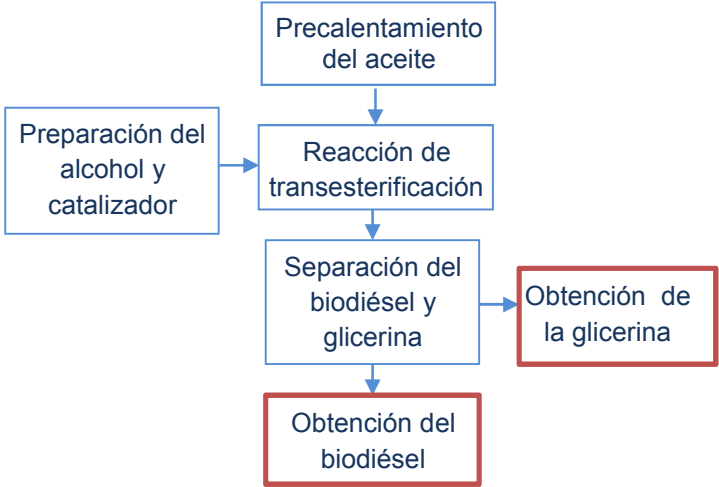 Precalentamiento
del aceite
Preparación del
alcohol y
catalizador
Reacción de
transesterificación
Separación del
biodiésel y
glicerina
Obtención de
la glicerina
Obtención del
biodiésel